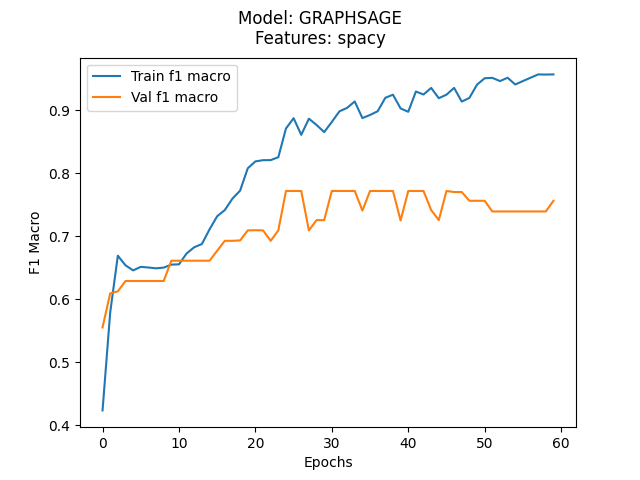 Model: GRAPHSAGE
Features: spacy
Train f1 macro
Val f1 macro
F1 Macro
0.9
0.8
0.7
0.6
0.5
0.4
0 10 20 30 40 50 60
Epochs